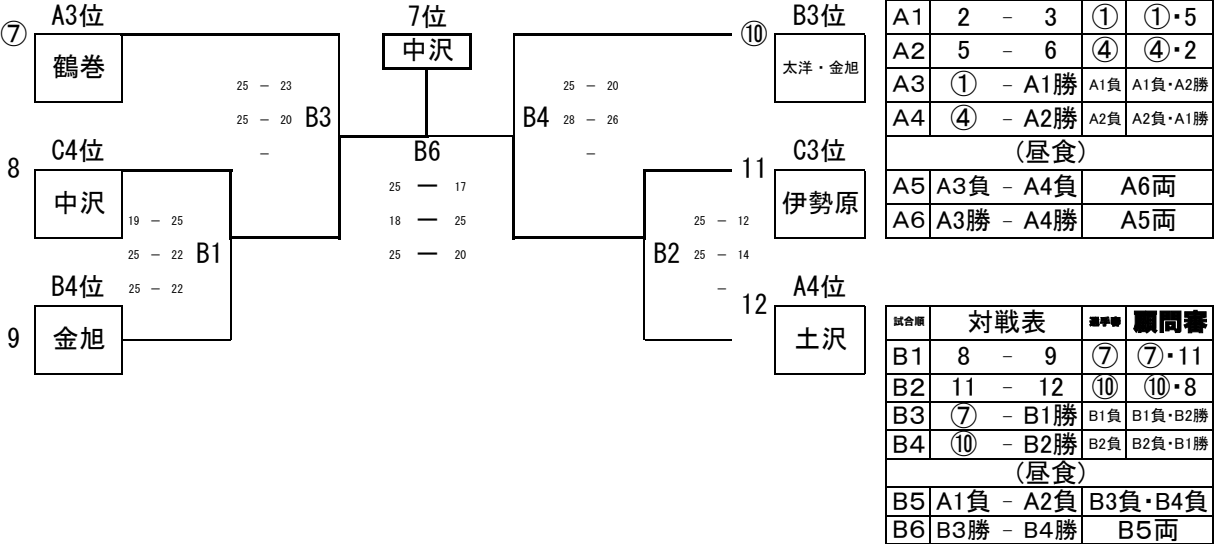 A3位
⑦
鶴巻
7位
中沢
B3位
⑩
太洋・金旭
25 − 23
25 − 20
B3
−
25 − 20
B4
28 − 26
−
C4位
8
中沢
B6
25 — 17
18 — 25
25 — 20
C3位
11
伊勢原
19 − 25
25 − 22
B1
25 − 22
25 − 12
B2
25 − 14
−
B4位
9
金旭
A4位
12
土沢
A1 2 − 3 ① ①・5
A2 5 − 6 ④ ④・2
A3 ① − A1勝 A1負 A1負・A2勝
A4 ④ − A2勝 A2負 A2負・A1勝
(昼食)
A5 A3負 − A4負 A6両
A6 A3勝 − A4勝 A5両
試合順 対戦表 選手審 顧問審
B1 8 − 9 ⑦ ⑦・11
B2 11 − 12 ⑩ ⑩・8
B3 ⑦ − B1勝 B1負 B1負・B2勝
B4 ⑩ − B2勝 B2負 B2負・B1勝
(昼食)
B5 A1負 − A2負 B3負・B4負
B6 B3勝 − B4勝 B5両